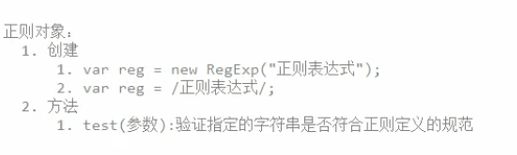 正则对象:
1. 创建
1. var reg = new RegExp("正则表达式");
2. var reg = /正则表达式/;
2. 方法
1. test(参数):验证指定的字符串是否符合正则定义的规范